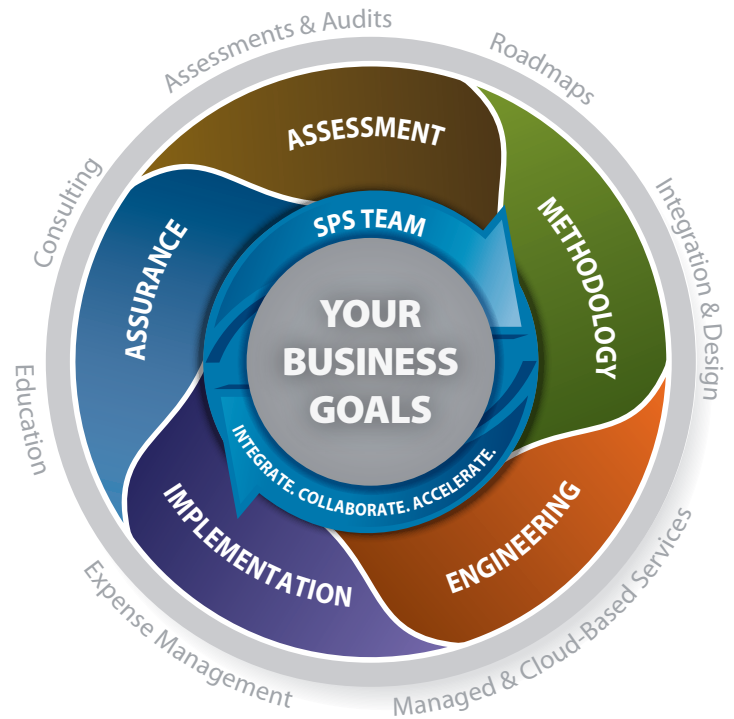 Assessments & Audits
Roadmaps
Integration & Design
Managed & Cloud-Based Services
Expense Management
Education
Consulting
ASSESSMENT
METHODOLOGY
ENGINEERING
IMPLEMENTATION
ASSURANCE
SPS TEAM
YOUR
BUSINESS
GOALS
INTEGRATE. COLLABORATE. ACCELERATE.